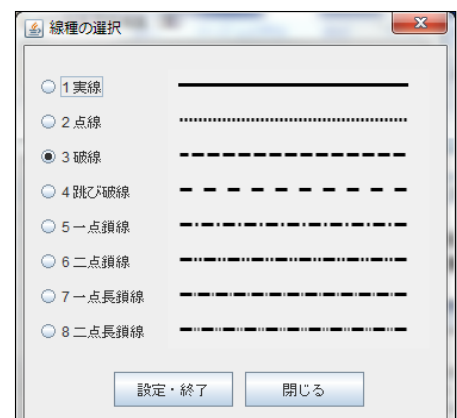 線種の選択
1 実線
2 点線
3 破線
4 跳び破線
5 一点鎖線
6 二点鎖線
7 一点長鎖線
8 二点長鎖線
設定・終了 閉じる